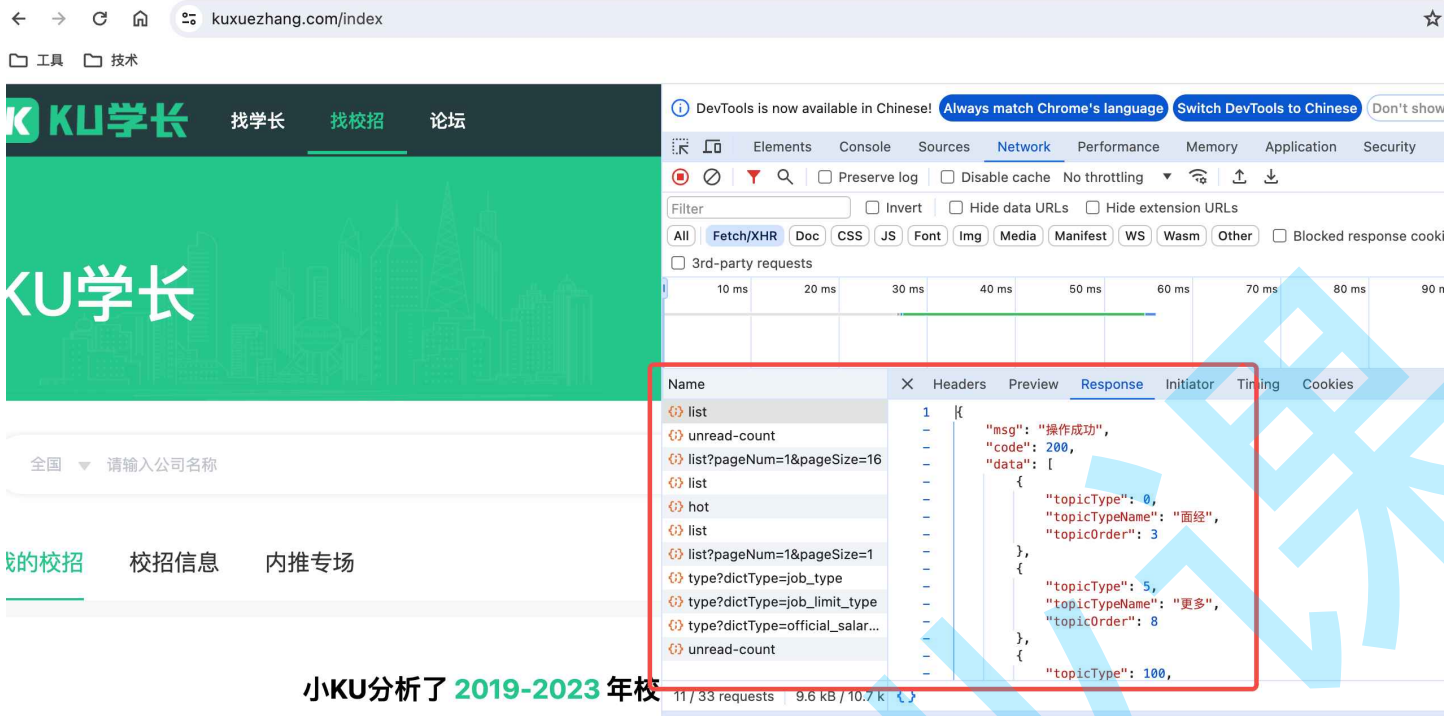 kuxuezhang.com/index
工具 技术
KU学长 找学长 找校招 论坛
KU学长
全国 请输入公司名称
我的校招 校招信息 内推专场
小KU分析了 2019-2023 年校
DevTools is now available in Chinese! Always match Chrome's language Switch DevTools to Chinese Don't show
Elements Console Sources Network Performance Memory Application Security
Preserve log Disable cache No throttling
Filter Invert Hide data URLs Hide extension URLs
All Fetch/XHR Doc CSS JS Font Img Media Manifest WS Wasm Other Blocked response cooki
3rd-party requests
10 ms 20 ms 30 ms 40 ms 50 ms 60 ms 70 ms 80 ms 90 m
Name
list
unread-count
list?pageNum=1&pageSize=16
list
hot
list
list?pageNum=1&pageSize=1
type?dictType=job_type
type?dictType=job_limit_type
type?dictType=official_salar...
unread-count
Headers Preview Response Initiator Timing Cookies
1 {
"msg": "操作成功",
"code": 200,
"data": [
{
"topicType": 0,
"topicTypeName": "面经",
"topicOrder": 3
},
{
"topicType": 5,
"topicTypeName": "更多",
"topicOrder": 8
},
{
"topicType": 100,
11 / 33 requests 9.6 kB / 10.7 k { }
课